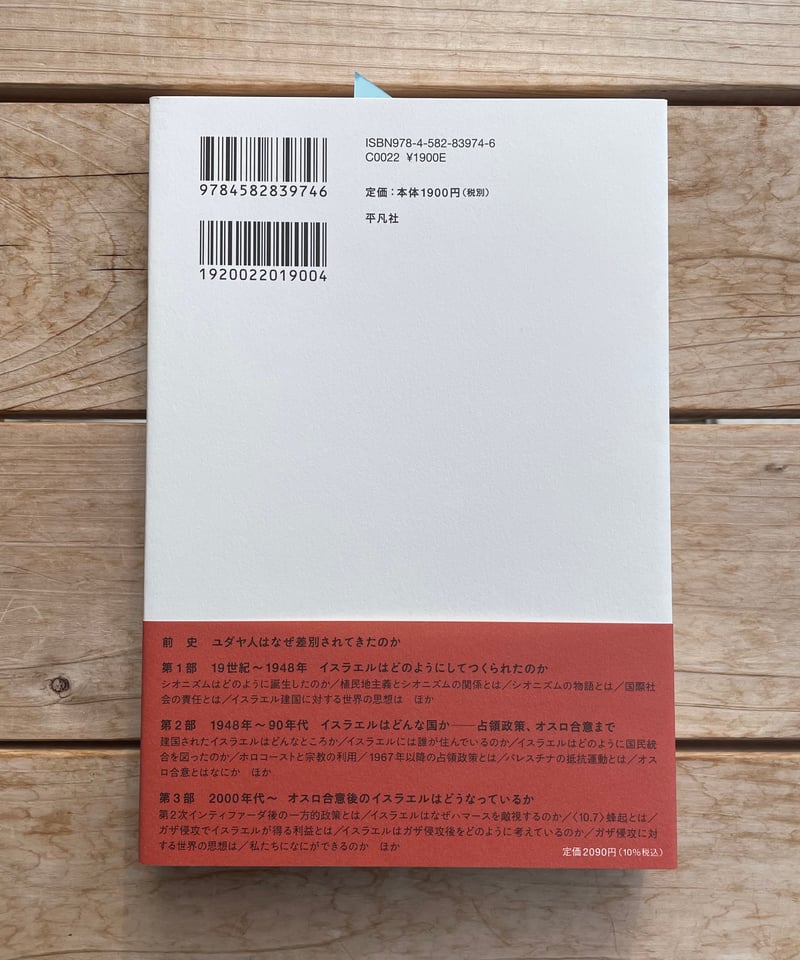 ISBN978-4-582-83974-6
C0022 ¥1900E
9784582839746
定価：本体1900円（税別）
平凡社
1920022019004
前　史　ユダヤ人はなぜ差別されてきたのか
第1部　19世紀～1948年　イスラエルはどのようにしてつくられたのか
シオニズムはどのように誕生したのか／植民地主義とシオニズムの関係とは／シオニズムの物語とは／国際社
会の責任とは／イスラエル建国に対する世界の思想は　ほか
第2部　1948年～90年代　イスラエルはどんな国か――占領政策、オスロ合意まで
建国されたイスラエルはどんなところか／イスラエルには誰が住んでいるのか／イスラエルはどのように国民統
合を図ったのか／ホロコーストと宗教の利用／1967年以降の占領政策とは／パレスチナの抵抗運動とは／オス
ロ合意とはなにか　ほか
第3部　2000年代～　オスロ合意後のイスラエルはどうなっているか
第2次インティファーダ後の一方的政策とは／イスラエルはなぜハマースを敵視するのか／〈10.7〉蜂起とは／
ガザ侵攻でイスラエルが得る利益とは／イスラエルはガザ侵攻後をどのように考えているのか／ガザ侵攻に対
する世界の思想は／私たちになにができるのか　ほか
定価2090円（10％税込）